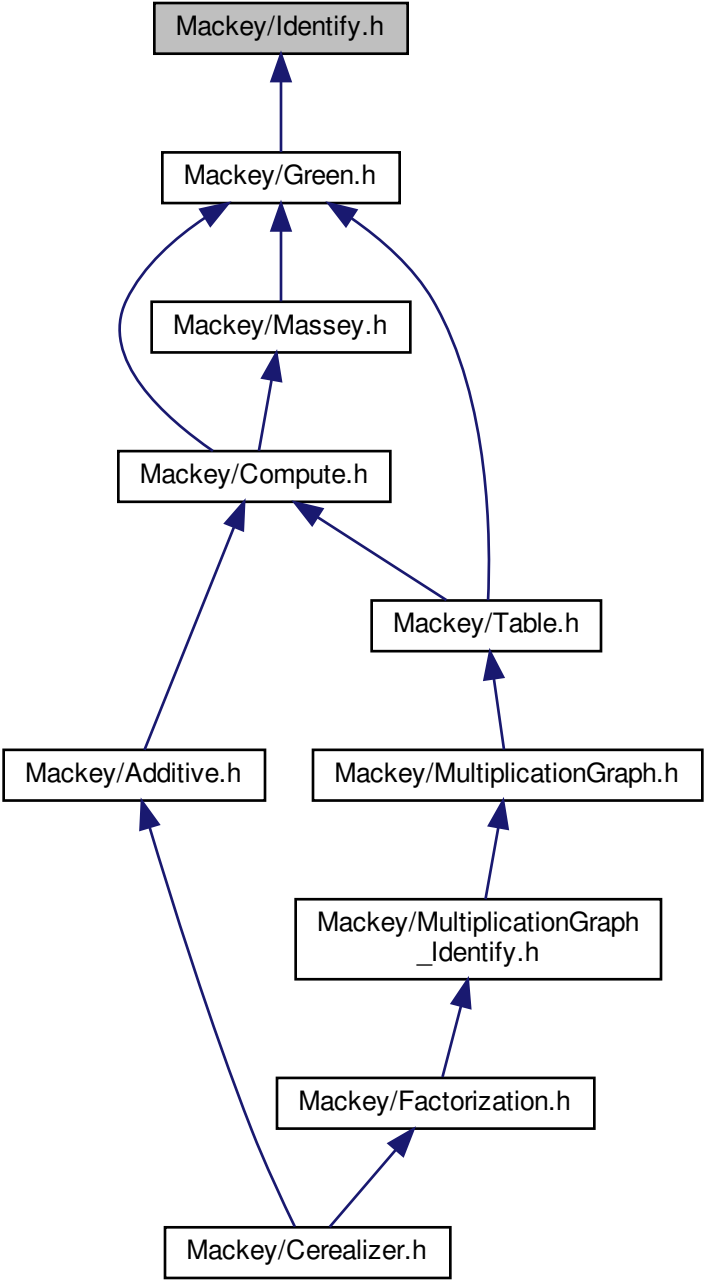 Mackey/Identify.h
Mackey/Green.h
Mackey/Massey.h
Mackey/Compute.h
Mackey/Table.h
Mackey/Additive.h
Mackey/MultiplicationGraph.h
Mackey/MultiplicationGraph
_Identify.h
Mackey/Factorization.h
Mackey/Cerealizer.h